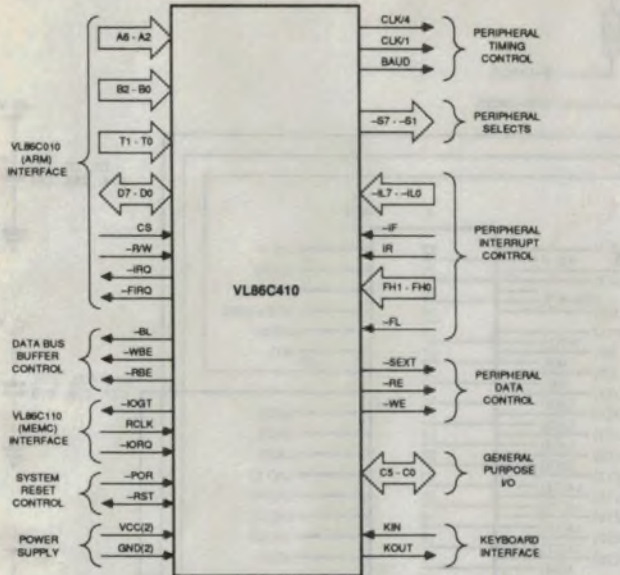 A6 - A2
B2 - B0
T1 - T0
D7 - D0
CS
–R/W
–IRQ
–FIRQ
VL86C010
(ARM)
INTERFACE
–BL
–WBE
–RBE
DATA BUS
BUFFER
CONTROL
–IOGT
RCLK
–IORQ
VL86C110
(MEMC)
INTERFACE
–POR
–RST
SYSTEM
RESET
CONTROL
VCC(2)
GND(2)
POWER
SUPPLY
VL86C410
CLK/4
CLK/1
BAUD
PERIPHERAL
TIMING
CONTROL
–S7 - –S1
PERIPHERAL
SELECTS
–IL7 - –IL0
–IF
IR
FH1 - FH0
–FL
PERIPHERAL
INTERRUPT
CONTROL
–SEXT
–RE
–WE
PERIPHERAL
DATA
CONTROL
C5 - C0
GENERAL
PURPOSE
I/O
KIN
KOUT
KEYBOARD
INTERFACE